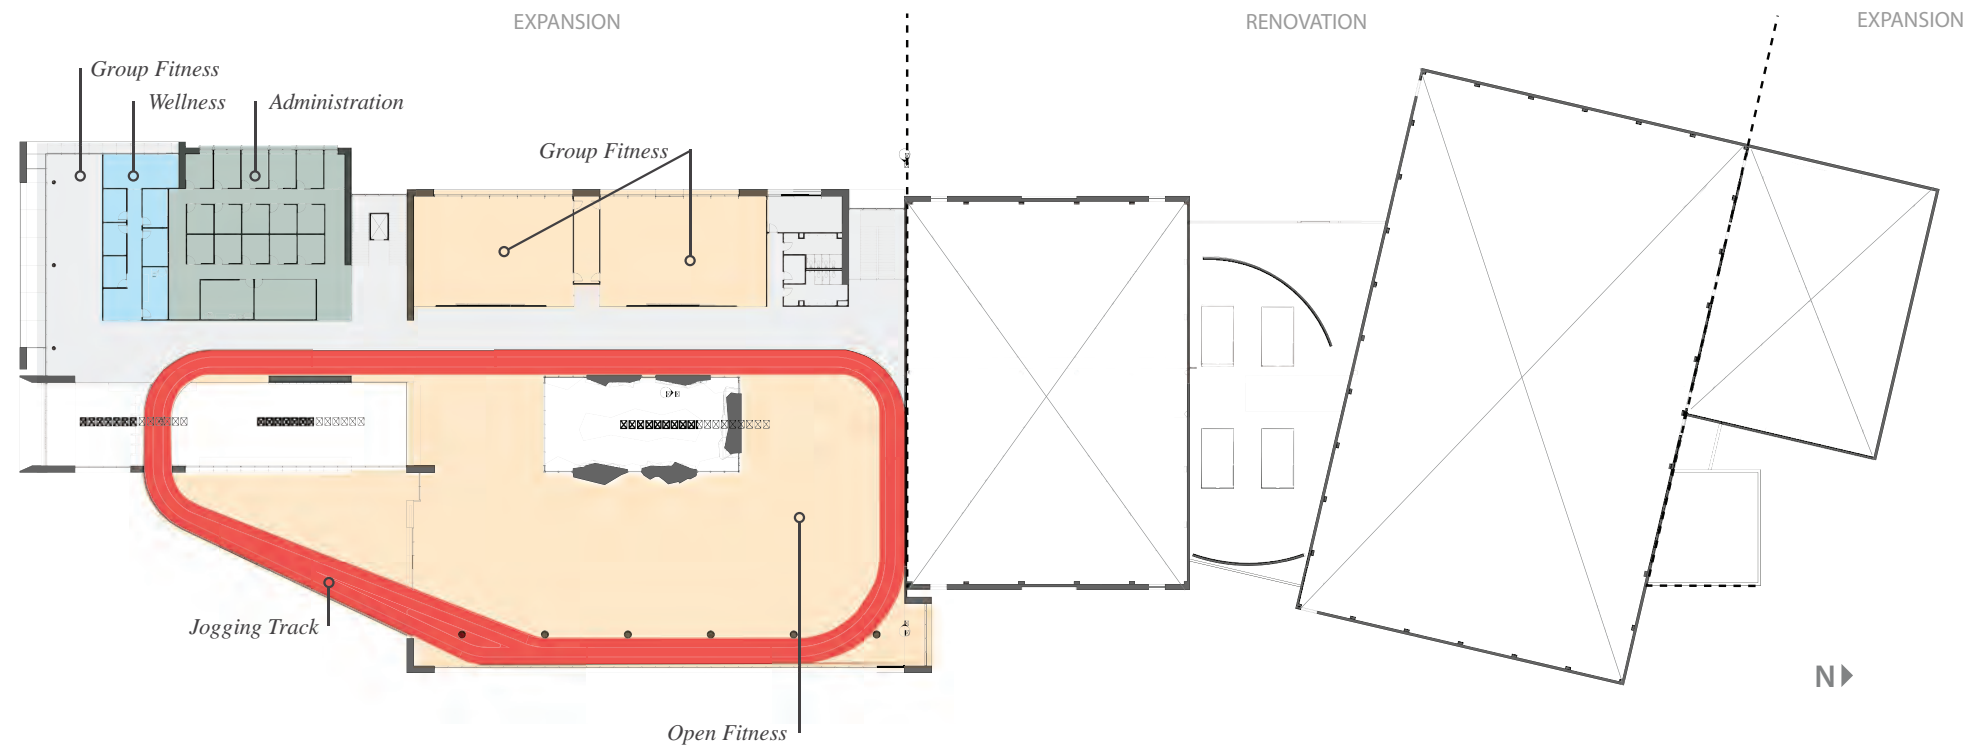 EXPANSION
RENOVATION
EXPANSION
Group Fitness
Wellness
Administration
Group Fitness
Jogging Track
N
Open Fitness